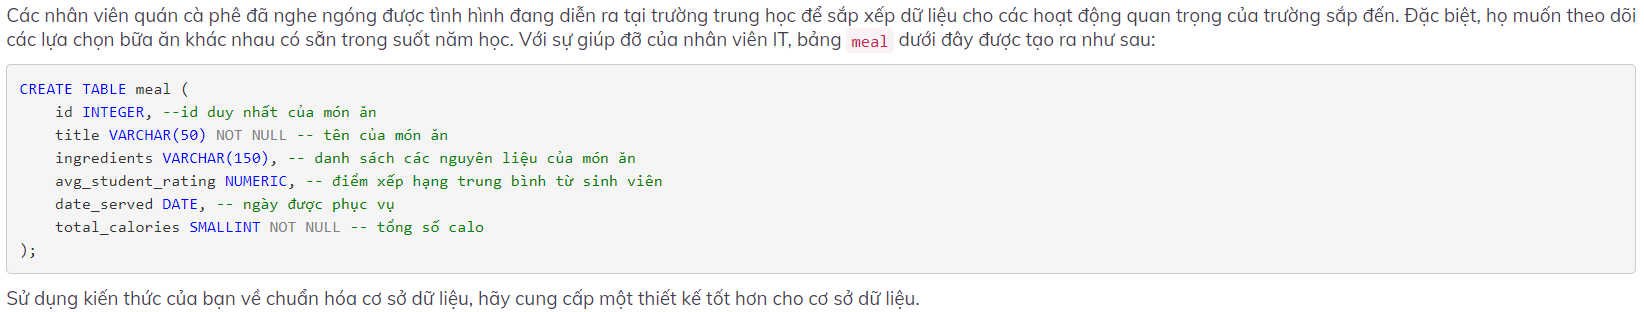 Các nhân viên quán cà phê đã nghe ngóng được tình hình đang diễn ra tại trường trung học để sắp xếp dữ liệu cho các hoạt động quan trọng của trường sắp đến. Đặc biệt, họ muốn theo dõi
các lựa chọn bữa ăn khác nhau có sẵn trong suốt năm học. Với sự giúp đỡ của nhân viên IT, bảng meal dưới đây được tạo ra như sau:
CREATE TABLE meal (
    id INTEGER, --id duy nhất của món ăn
    title VARCHAR(50) NOT NULL -- tên của món ăn
    ingredients VARCHAR(150), -- danh sách các nguyên liệu của món ăn
    avg_student_rating NUMERIC, -- điểm xếp hạng trung bình từ sinh viên
    date_served DATE, -- ngày được phục vụ
    total_calories SMALLINT NOT NULL -- tổng số calo
);
Sử dụng kiến thức của bạn về chuẩn hóa cơ sở dữ liệu, hãy cung cấp một thiết kế tốt hơn cho cơ sở dữ liệu.